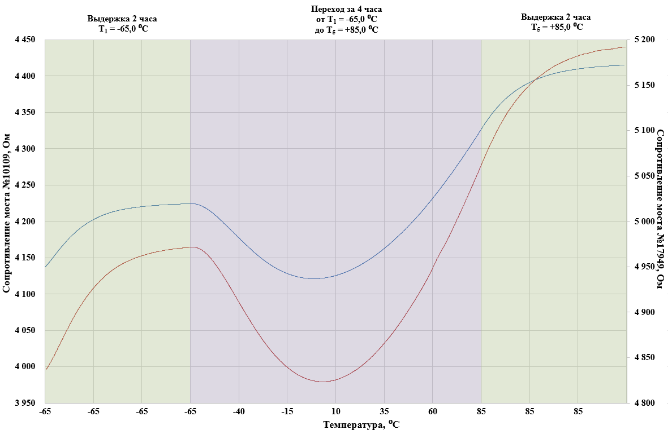 Выдержка 2 часа
T₁ = -65,0 ⁰C
Переход за 4 часа
от T₁ = -65,0 ⁰C
до T₅ = +85,0 ⁰C
Выдержка 2 часа
T₅ = +85,0 ⁰C
4 450
4 400
4 350
4 300
4 250
4 200
4 150
4 100
4 050
4 000
3 950
Сопротивление моста №10109, Ом
5 200
5 150
5 100
5 050
5 000
4 950
4 900
4 850
4 800
Сопротивление моста №17949, Ом
-65 -65 -65 -65 -40 -15 10 35 60 85 85 85
Температура, ⁰C